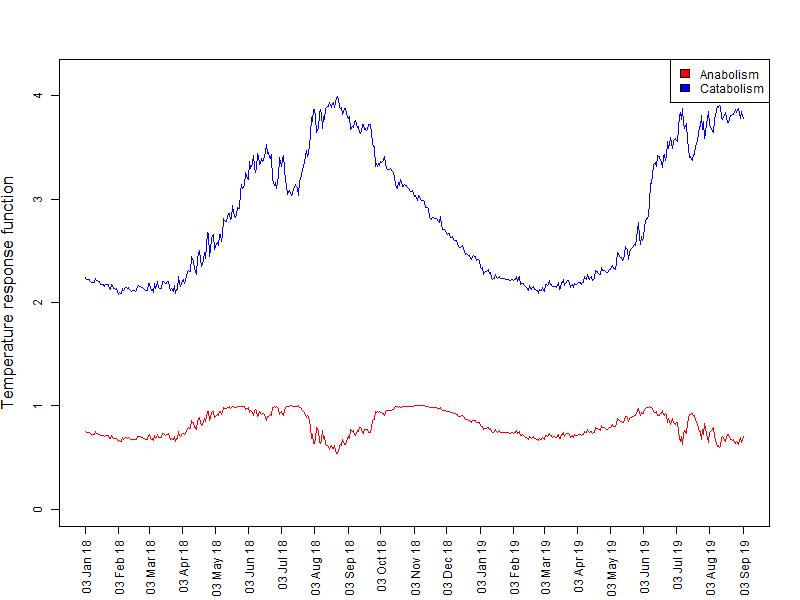 Anabolism
Catabolism
Temperature response function
4
3
2
1
0
03 Jan 18
03 Feb 18
03 Mar 18
03 Apr 18
03 May 18
03 Jun 18
03 Jul 18
03 Aug 18
03 Sep 18
03 Oct 18
03 Nov 18
03 Dec 18
03 Jan 19
03 Feb 19
03 Mar 19
03 Apr 19
03 May 19
03 Jun 19
03 Jul 19
03 Aug 19
03 Sep 19